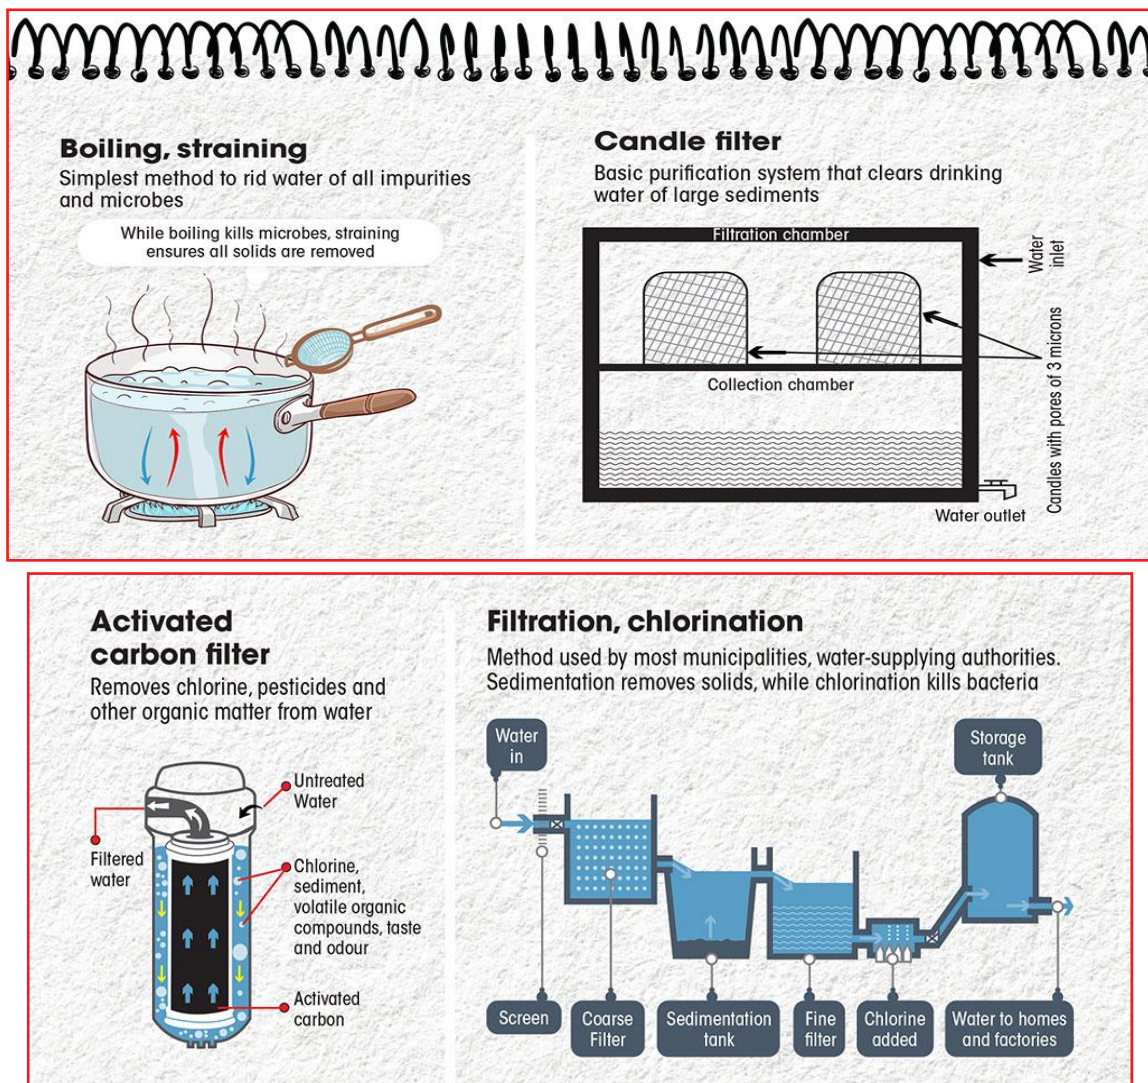 Boiling, straining
Simplest method to rid water of all impurities
and microbes
While boiling kills microbes, straining
ensures all solids are removed
Candle filter
Basic purification system that clears drinking
water of large sediments
Filtration chamber
Water
inlet
Candles with pores of 3 microns
Collection chamber
Water outlet
Activated
carbon filter
Removes chlorine, pesticides and
other organic matter from water
Untreated
Water
Filtered
water
Chlorine,
sediment,
volatile organic
compounds, taste
and odour
Activated
carbon
Filtration, chlorination
Method used by most municipalities, water-supplying authorities.
Sedimentation removes solids, while chlorination kills bacteria
Water
in
Storage
tank
Screen
Coarse
Filter
Sedimentation
tank
Fine
filter
Chlorine
added
Water to homes
and factories